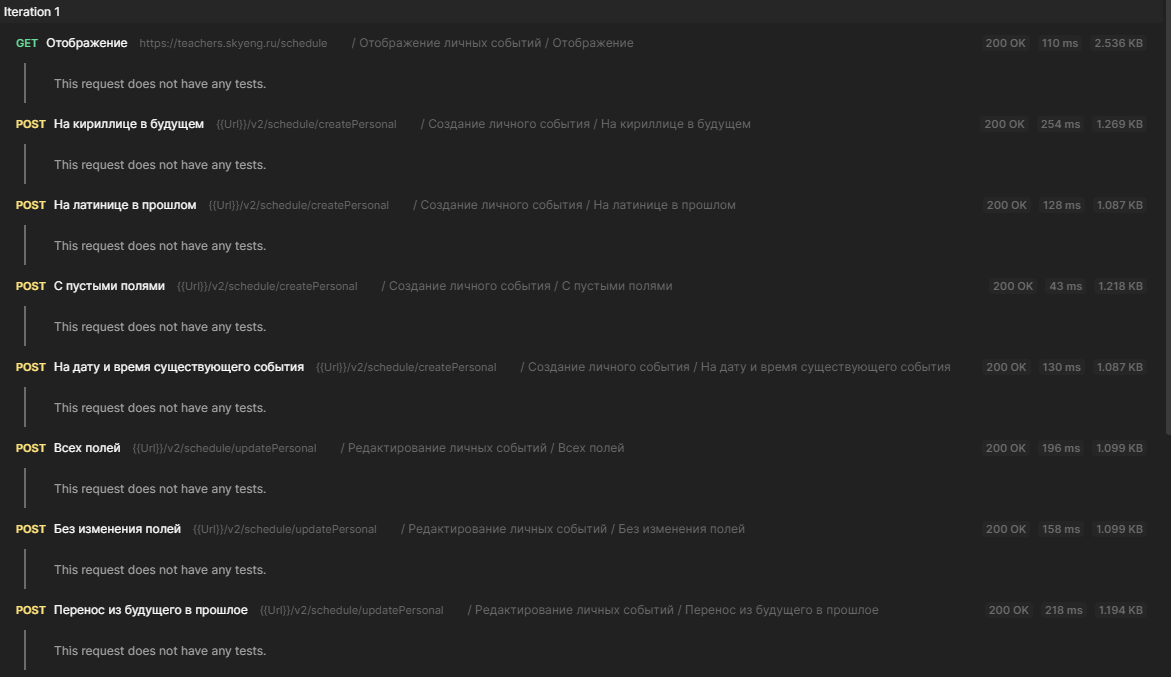 Iteration 1
GET Отображение https://teachers.skyeng.ru/schedule / Отображение личных событий / Отображение 200 OK 110 ms 2.536 KB
This request does not have any tests.
POST На кириллице в будущем {{Url}}/v2/schedule/createPersonal / Создание личного события / На кириллице в будущем 200 OK 254 ms 1.269 KB
This request does not have any tests.
POST На латинице в прошлом {{Url}}/v2/schedule/createPersonal / Создание личного события / На латинице в прошлом 200 OK 128 ms 1.087 KB
This request does not have any tests.
POST С пустыми полями {{Url}}/v2/schedule/createPersonal / Создание личного события / С пустыми полями 200 OK 43 ms 1.218 KB
This request does not have any tests.
POST На дату и время существующего события {{Url}}/v2/schedule/createPersonal / Создание личного события / На дату и время существующего события 200 OK 130 ms 1.087 KB
This request does not have any tests.
POST Всех полей {{Url}}/v2/schedule/updatePersonal / Редактирование личных событий / Всех полей 200 OK 196 ms 1.099 KB
This request does not have any tests.
POST Без изменения полей {{Url}}/v2/schedule/updatePersonal / Редактирование личных событий / Без изменения полей 200 OK 158 ms 1.099 KB
This request does not have any tests.
POST Перенос из будущего в прошлое {{Url}}/v2/schedule/updatePersonal / Редактирование личных событий / Перенос из будущего в прошлое 200 OK 218 ms 1.194 KB
This request does not have any tests.